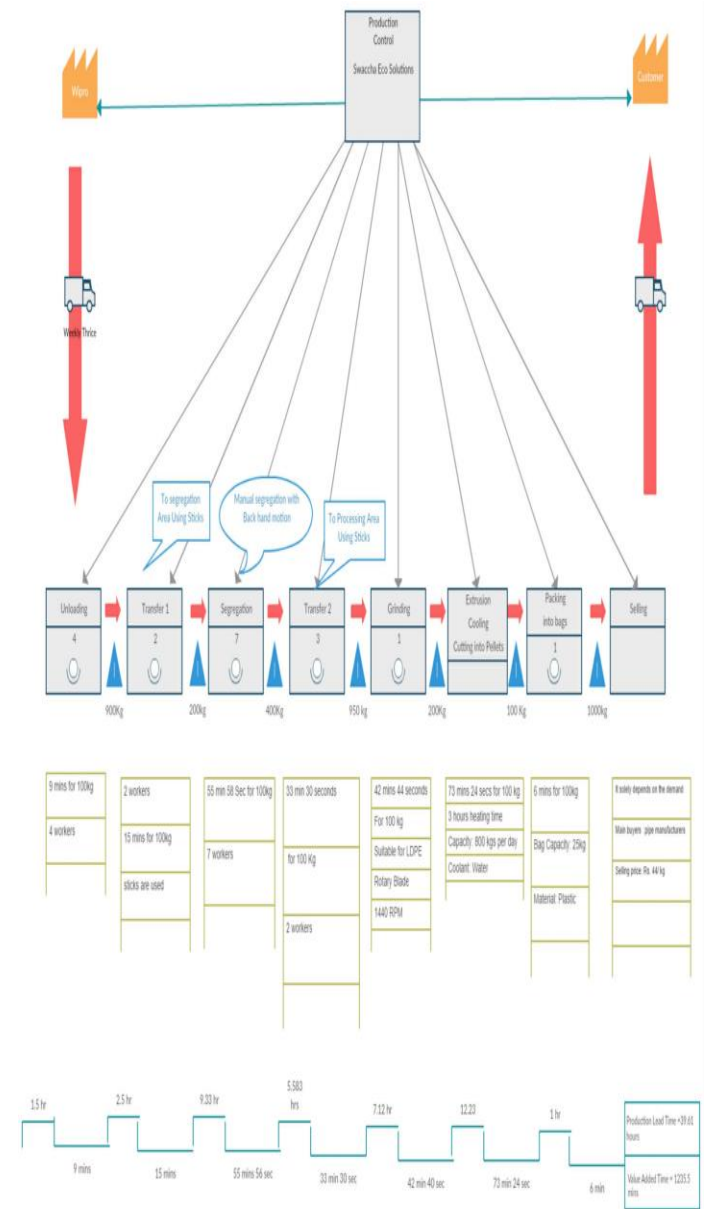 Production
Control
Swaccha Eco Solutions
Wipro
Customer
Weekly Thrice
To segregation
Area Using Sticks
Manual segregation with
Back hand motion
To Processing Area
Using Sticks
Unloading
4
Transfer 1
2
Segregation
7
Transfer 2
3
Grinding
1
Extrusion
Cooling
Cutting into Pellets
Packing
into bags
1
Selling
900Kg
200kg
400Kg
950 kg
200Kg
100 Kg
1000kg
9 mins for 100kg
4 workers
2 workers
15 mins for 100kg
sticks are used
55 min 58 Sec for 100kg
7 workers
33 min 30 seconds
for 100 Kg
2 workers
42 mins 44 seconds
For 100 kg
Suitable for LDPE
Rotary Blade
1440 RPM
73 mins 24 secs for 100 kg
3 hours heating time
Capacity: 800 kgs per day
Coolant: Water
6 mins for 100kg
Bag Capacity: 25kg
Material: Plastic
It solely depends on the demand
Main buyers : pipe manufacturers
Selling price: Rs. 44/ kg
1.5 hr
2.5 hr
9.33 hr
5.583
hrs
7.12 hr
12.23
1 hr
9 mins
15 mins
55 mins 56 sec
33 min 30 sec
42 min 40 sec
73 min 24 sec
6 min
Production Lead Time =39.61
hours
Value Added Time = 1235.5
mins